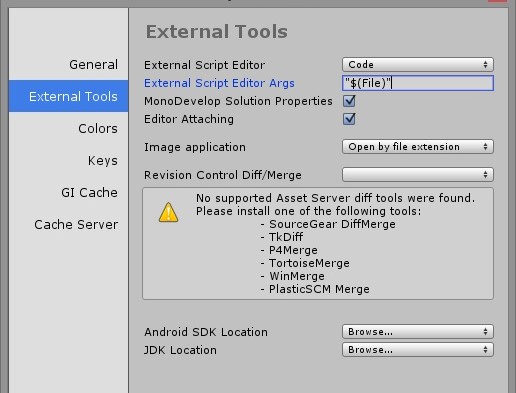 External Tools
General
External Tools
Colors
Keys
GI Cache
Cache Server
External Script Editor Code
External Script Editor Args "$(File)"
MonoDevelop Solution Properties
Editor Attaching
Image application Open by file extension
Revision Control Diff/Merge
No supported Asset Server diff tools were found.
Please install one of the following tools:
- SourceGear DiffMerge
- TkDiff
- P4Merge
- TortoiseMerge
- WinMerge
- PlasticSCM Merge
Android SDK Location Browse...
JDK Location Browse...